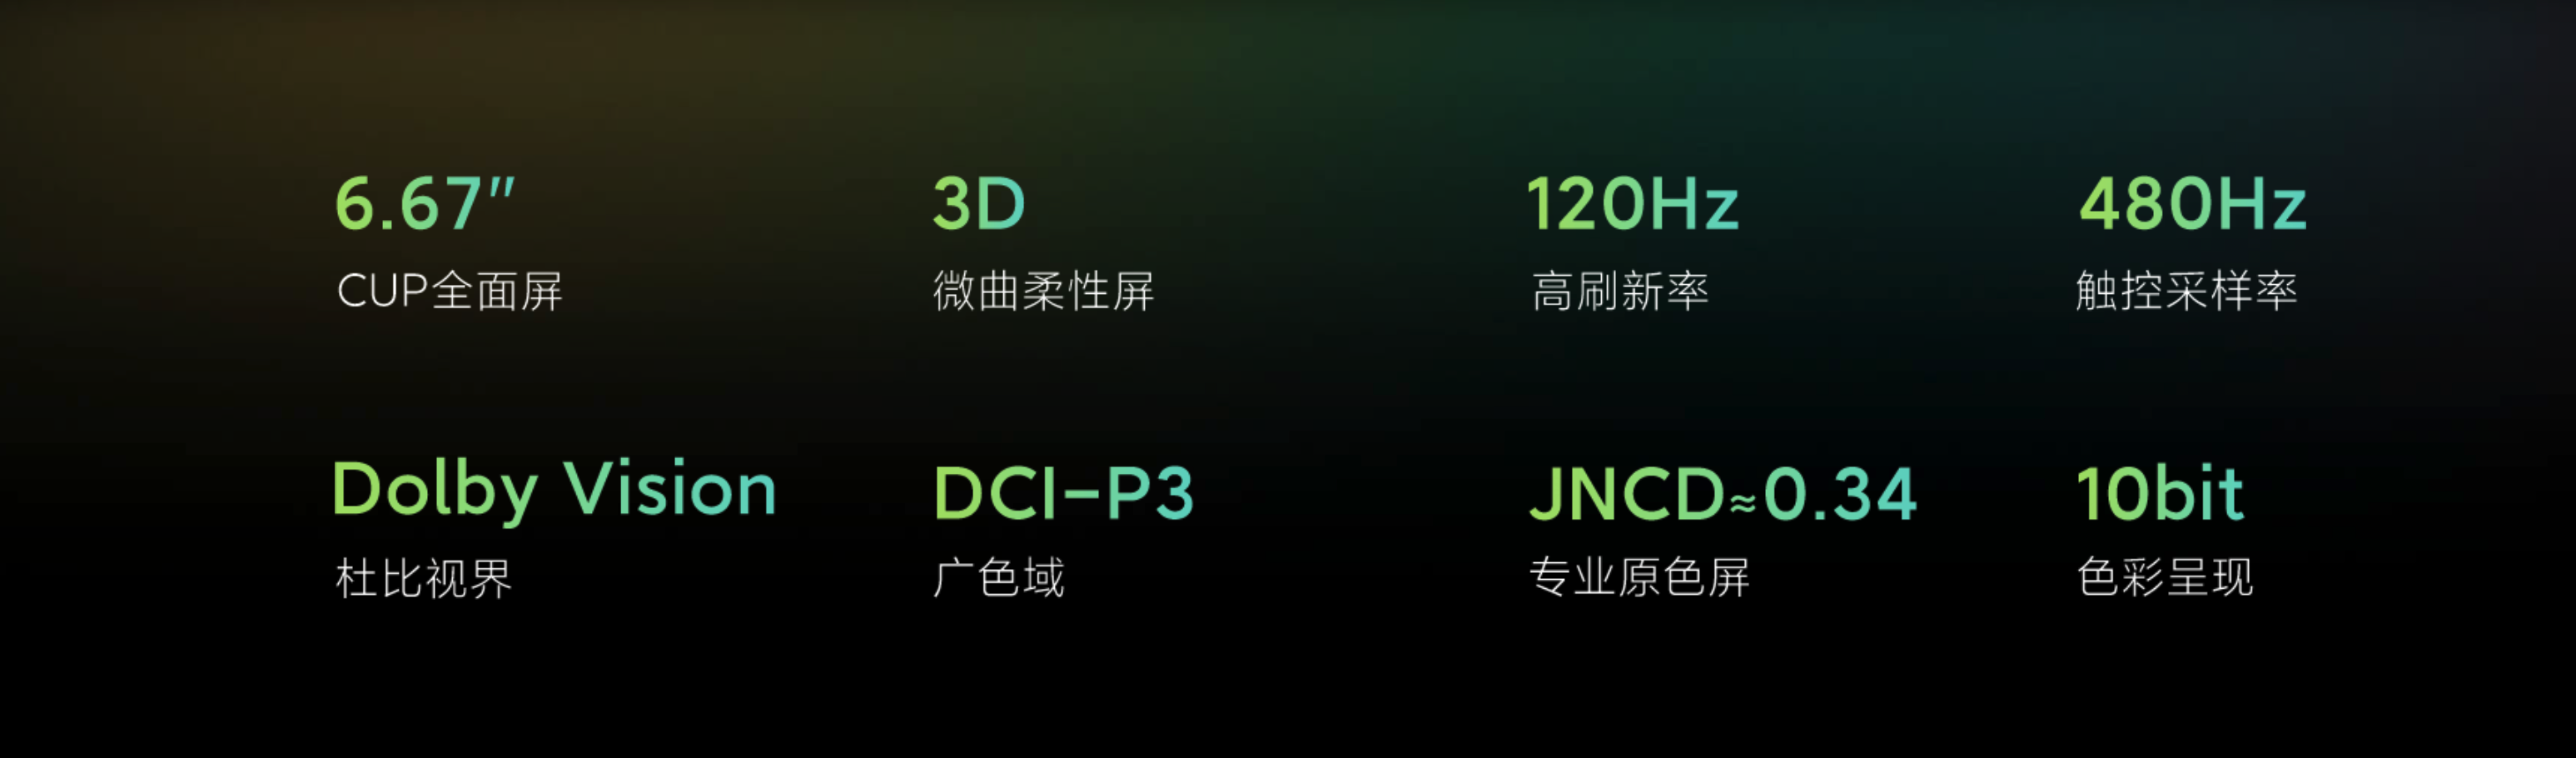 6.67"
CUP全面屏
3D
微曲柔性屏
120Hz
高刷新率
480Hz
触控采样率
Dolby Vision
杜比视界
DCI-P3
广色域
JNCD≈0.34
专业原色屏
10bit
色彩呈现